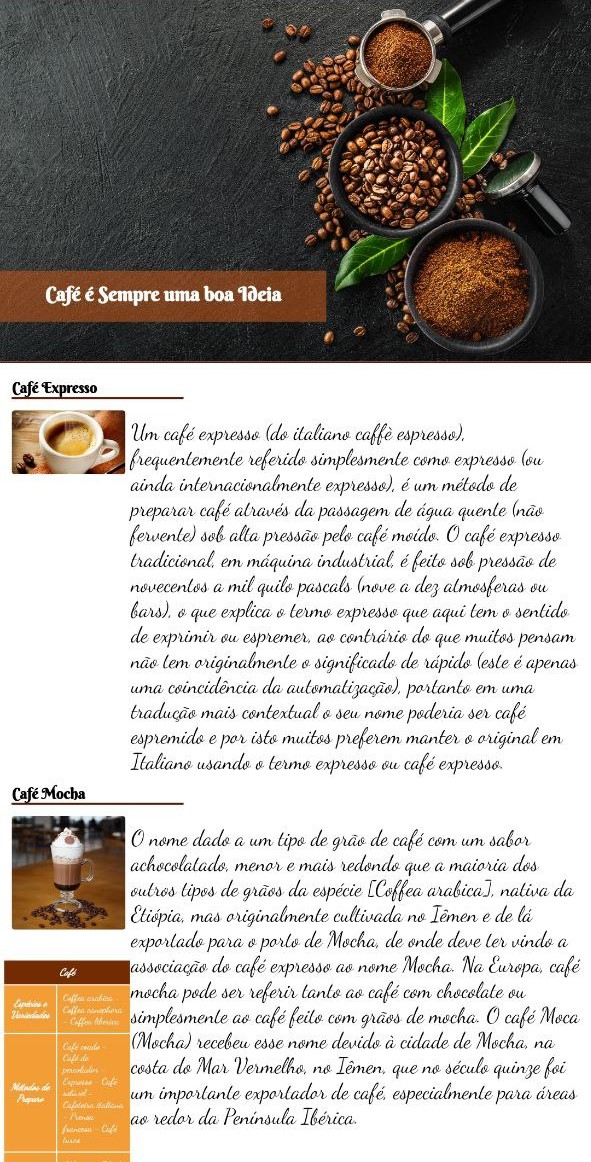 Café é Sempre uma boa Ideia
Café Expresso
Um café expresso (do italiano caffè espresso),
frequentemente referido simplesmente como expresso (ou
ainda internacionalmente expresso), é um método de
preparar café através da passagem de água quente (não
fervente) sob alta pressão pelo café moído. O café expresso
tradicional, em máquina industrial, é feito sob pressão de
novecentos a mil quilo pascals (nove a dez atmosferas ou
bars), o que explica o termo expresso que aqui tem o sentido
de exprimir ou espremer, ao contrário do que muitos pensam
não tem originalmente o significado de rápido (este é apenas
uma coincidência da automatização), portanto em uma
tradução mais contextual o seu nome poderia ser café
espremido e por isto muitos preferem manter o original em
Italiano usando o termo expresso ou café expresso.
Café Mocha
O nome dado a um tipo de grão de café com um sabor
achocolatado, menor e mais redondo que a maioria dos
outros tipos de grãos da espécie [Coffea arabica], nativa da
Etiópia, mas originalmente cultivada no Iêmen e de lá
exportado para o porto de Mocha, de onde deve ter vindo a
associação do café expresso ao nome Mocha. Na Europa, café
mocha pode ser referir tanto ao café com chocolate ou
simplesmente ao café feito com grãos de mocha. O café Moca
(Mocha) recebeu esse nome devido à cidade de Mocha, na
costa do Mar Vermelho, no Iêmen, que no século quinze foi
um importante exportador de café, especialmente para áreas
ao redor da Península Ibérica.
Café
Espécies e
Variedades
Coffea arabica -
Coffea canephora
- Coffea liberica
Métodos de
Preparo
Café coado -
Café de
percolador -
Expresso - Café
solúvel -
Cafeteira italiana
- Prensa
francesa - Café
turco